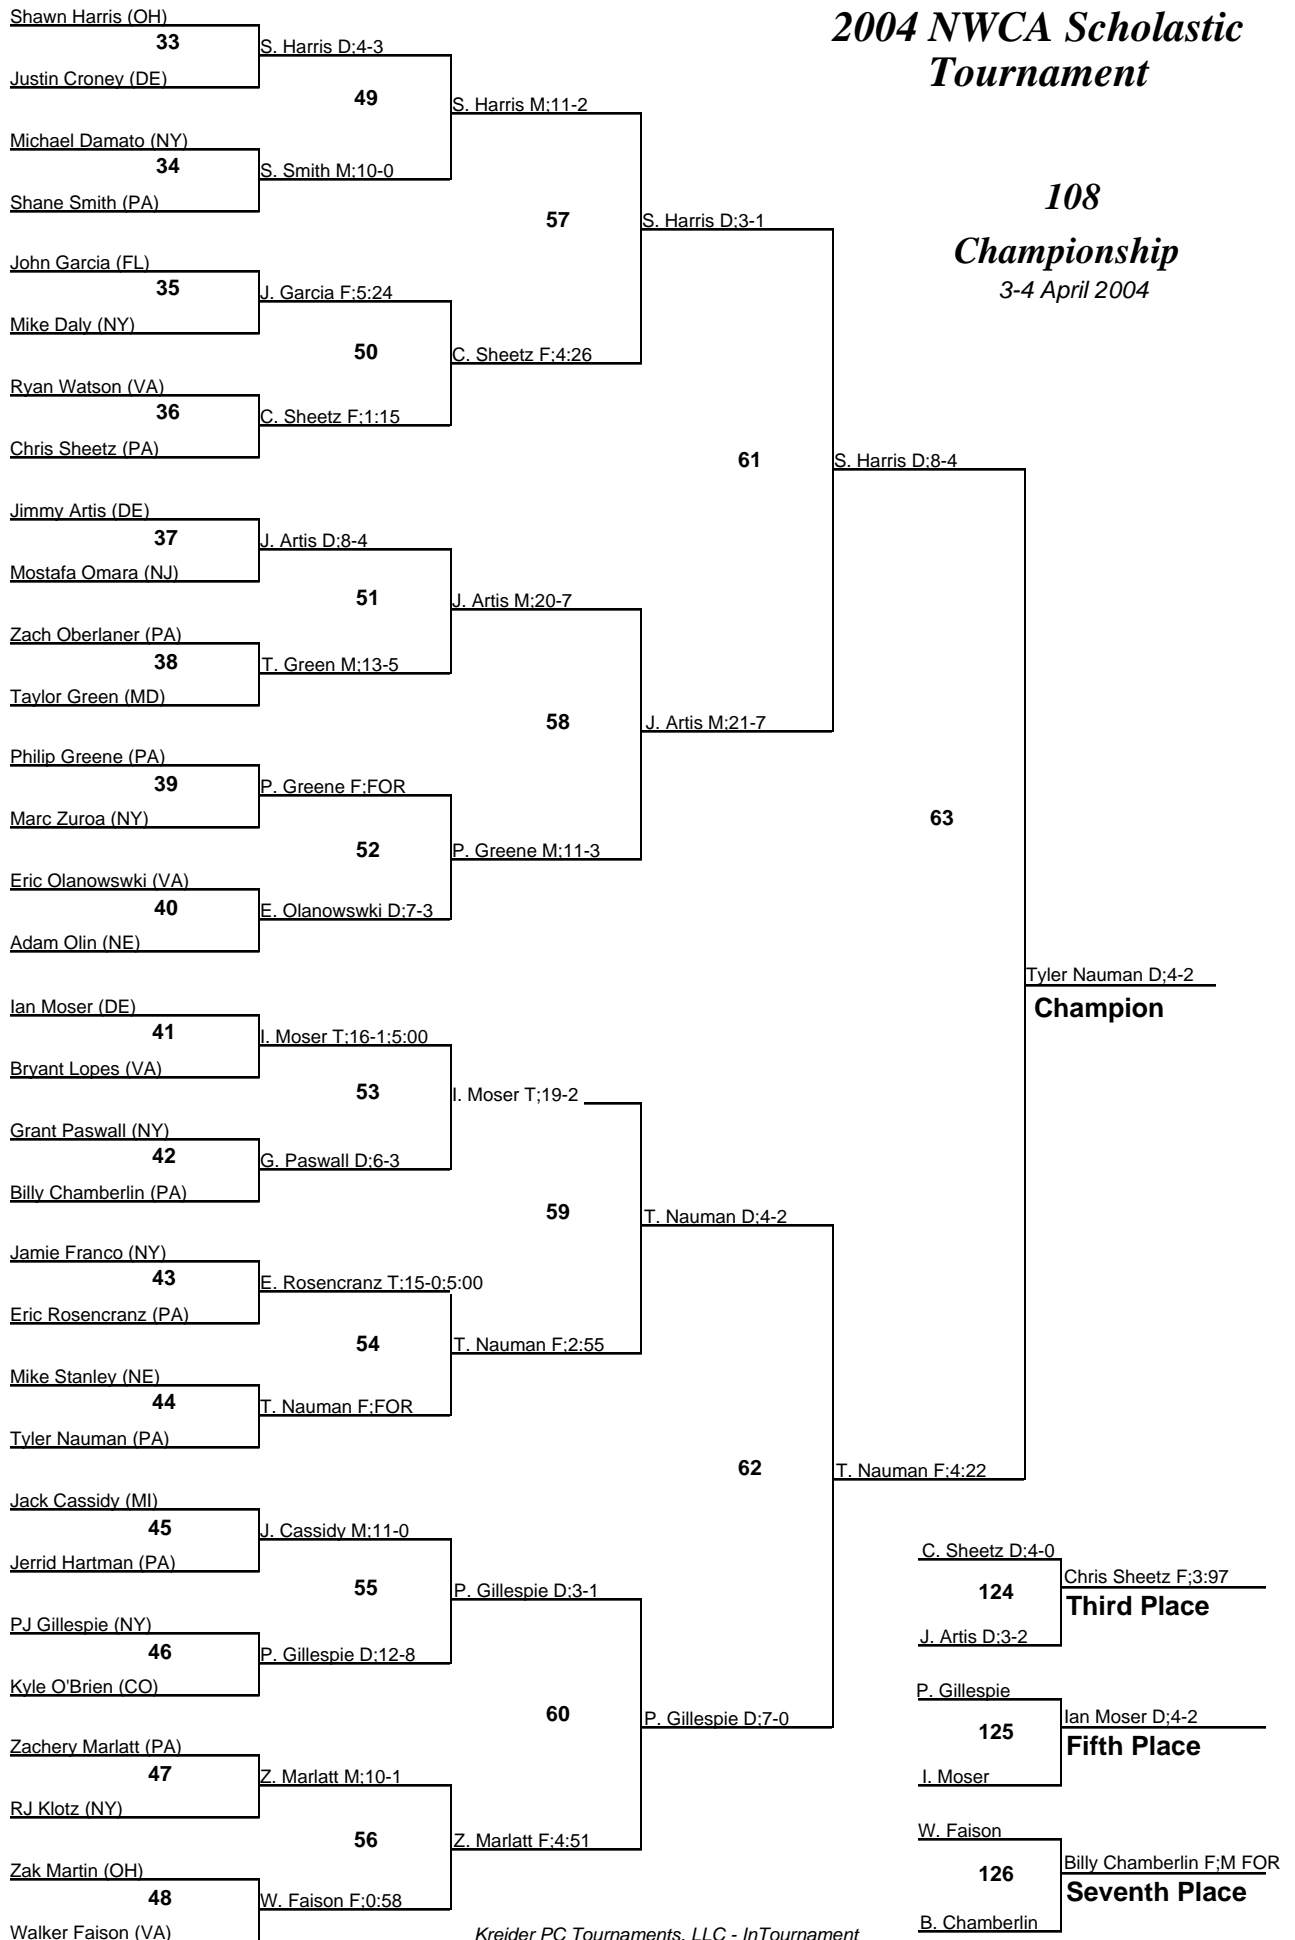 2004 NWCA Scholastic
Tournament
108
Championship
3-4 April 2004
Shawn Harris (OH)
33
S. Harris D;4-3
Justin Croney (DE)
49
S. Harris M;11-2
Michael Damato (NY)
34
S. Smith M;10-0
Shane Smith (PA)
57
S. Harris D;3-1
John Garcia (FL)
35
J. Garcia F;5:24
Mike Daly (NY)
50
C. Sheetz F;4:26
Ryan Watson (VA)
36
C. Sheetz F;1:15
Chris Sheetz (PA)
61
S. Harris D;8-4
Jimmy Artis (DE)
37
J. Artis D;8-4
Mostafa Omara (NJ)
51
J. Artis M;20-7
Zach Oberlaner (PA)
38
T. Green M;13-5
Taylor Green (MD)
58
J. Artis M;21-7
Philip Greene (PA)
39
P. Greene F;FOR
Marc Zuroa (NY)
63
52
P. Greene M;11-3
Eric Olanowswki (VA)
40
E. Olanowswki D;7-3
Adam Olin (NE)
Tyler Nauman D;4-2
Champion
Ian Moser (DE)
41
I. Moser T;16-1;5:00
Bryant Lopes (VA)
53
I. Moser T;19-2
Grant Paswall (NY)
42
G. Paswall D;6-3
Billy Chamberlin (PA)
59
T. Nauman D;4-2
Jamie Franco (NY)
43
E. Rosencranz T;15-0;5:00
Eric Rosencranz (PA)
54
T. Nauman F;2:55
Mike Stanley (NE)
44
T. Nauman F;FOR
Tyler Nauman (PA)
62
T. Nauman F;4:22
Jack Cassidy (MI)
45
J. Cassidy M;11-0
Jerrid Hartman (PA)
55
P. Gillespie D;3-1
PJ Gillespie (NY)
46
P. Gillespie D;12-8
Kyle O'Brien (CO)
60
P. Gillespie D;7-0
Zachery Marlatt (PA)
47
Z. Marlatt M;10-1
RJ Klotz (NY)
56
Z. Marlatt F;4:51
Zak Martin (OH)
48
W. Faison F;0:58
Walker Faison (VA)
C. Sheetz D;4-0
124
Chris Sheetz F;3:97
Third Place
J. Artis D;3-2
P. Gillespie
125
Ian Moser D;4-2
Fifth Place
I. Moser
W. Faison
126
Billy Chamberlin F;M FOR
Seventh Place
B. Chamberlin
Kreider PC Tournaments, LLC - InTournament